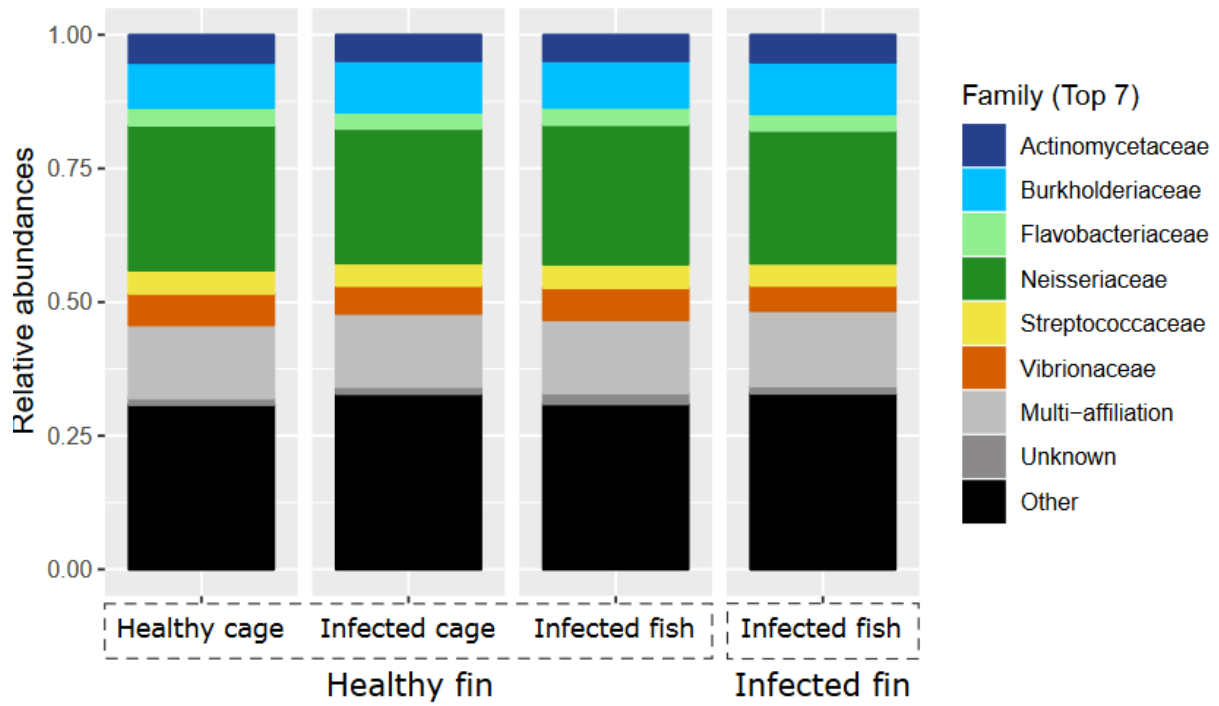 Relative abundances
1.00
0.75
0.50
0.25
0.00
Healthy cage
Infected cage
Infected fish
Infected fish
Healthy fin
Infected fin
Family (Top 7)
Actinomycetaceae
Burkholderiaceae
Flavobacteriaceae
Neisseriaceae
Streptococcaceae
Vibrionaceae
Multi−affiliation
Unknown
Other